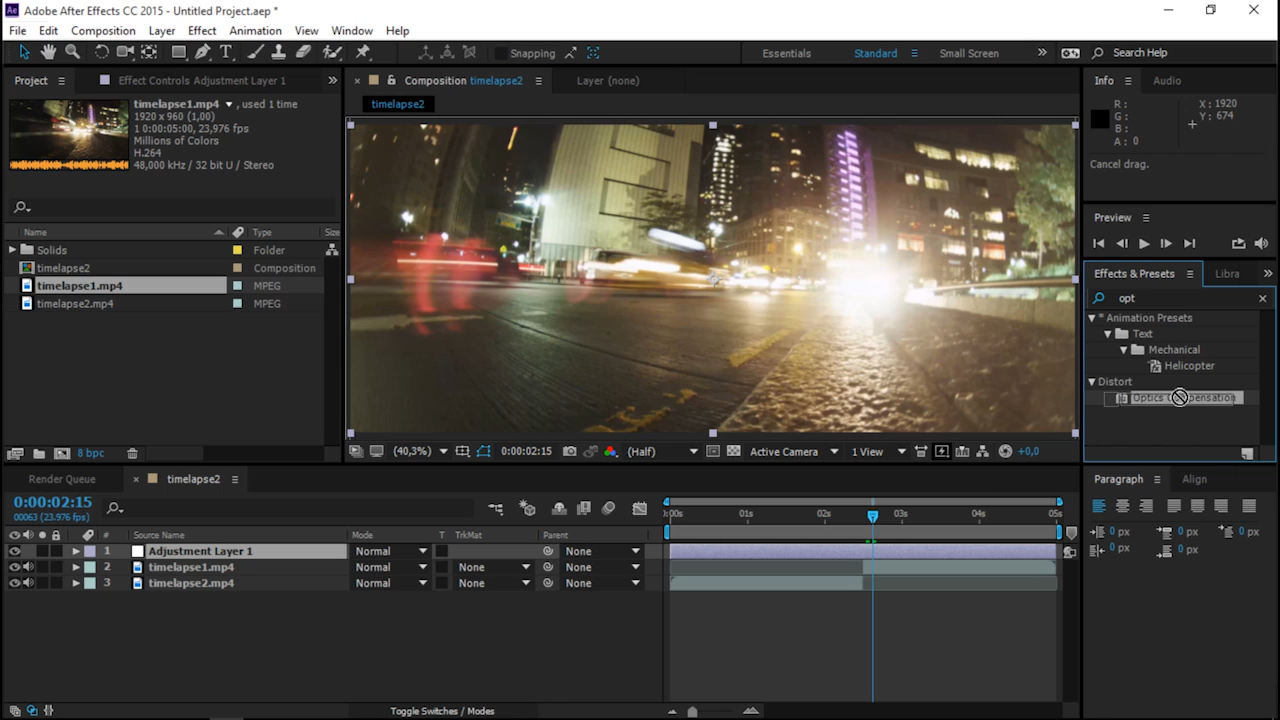 Ae Adobe After Effects CC 2015 - Untitled Project.aep *
File Edit Composition Layer Effect Animation View Window Help
Snapping Essentials Standard Small Screen Search Help
Project Effect Controls Adjustment Layer 1 Composition timelapse2 Layer (none) Info Audio
timelapse1.mp4 , used 1 time
1920 x 960 (1,00)
1 0:00:05:00, 23,976 fps)
Millions of Colors
H.264
48,000 kHz / 32 bit U / Stereo
timelapse2
R :
G :
B :
A : 0
X : 1920
Y : 674
Cancel drag.
Preview
Name Type Size
Solids Folder
timelapse2 Composition
timelapse1.mp4 MPEG
timelapse2.mp4 MPEG
Effects & Presets Libra
opt
* Animation Presets
Text
Mechanical
Helicopter
Distort
8 bpc
(40,3%) 0:00:02:15 (Half) Active Camera 1 View +0,0
Render Queue timelapse2
0:00:02:15
00063 (23.976 fps)
):00s 01s 02s 03s 04s 05s
# Source Name Mode T TrkMat Parent
1 Adjustment Layer 1 Normal None
2 timelapse1.mp4 Normal None None
3 timelapse2.mp4 Normal None None
Toggle Switches / Modes
Paragraph Align
0 px 0 px 0 px
0 px 0 px